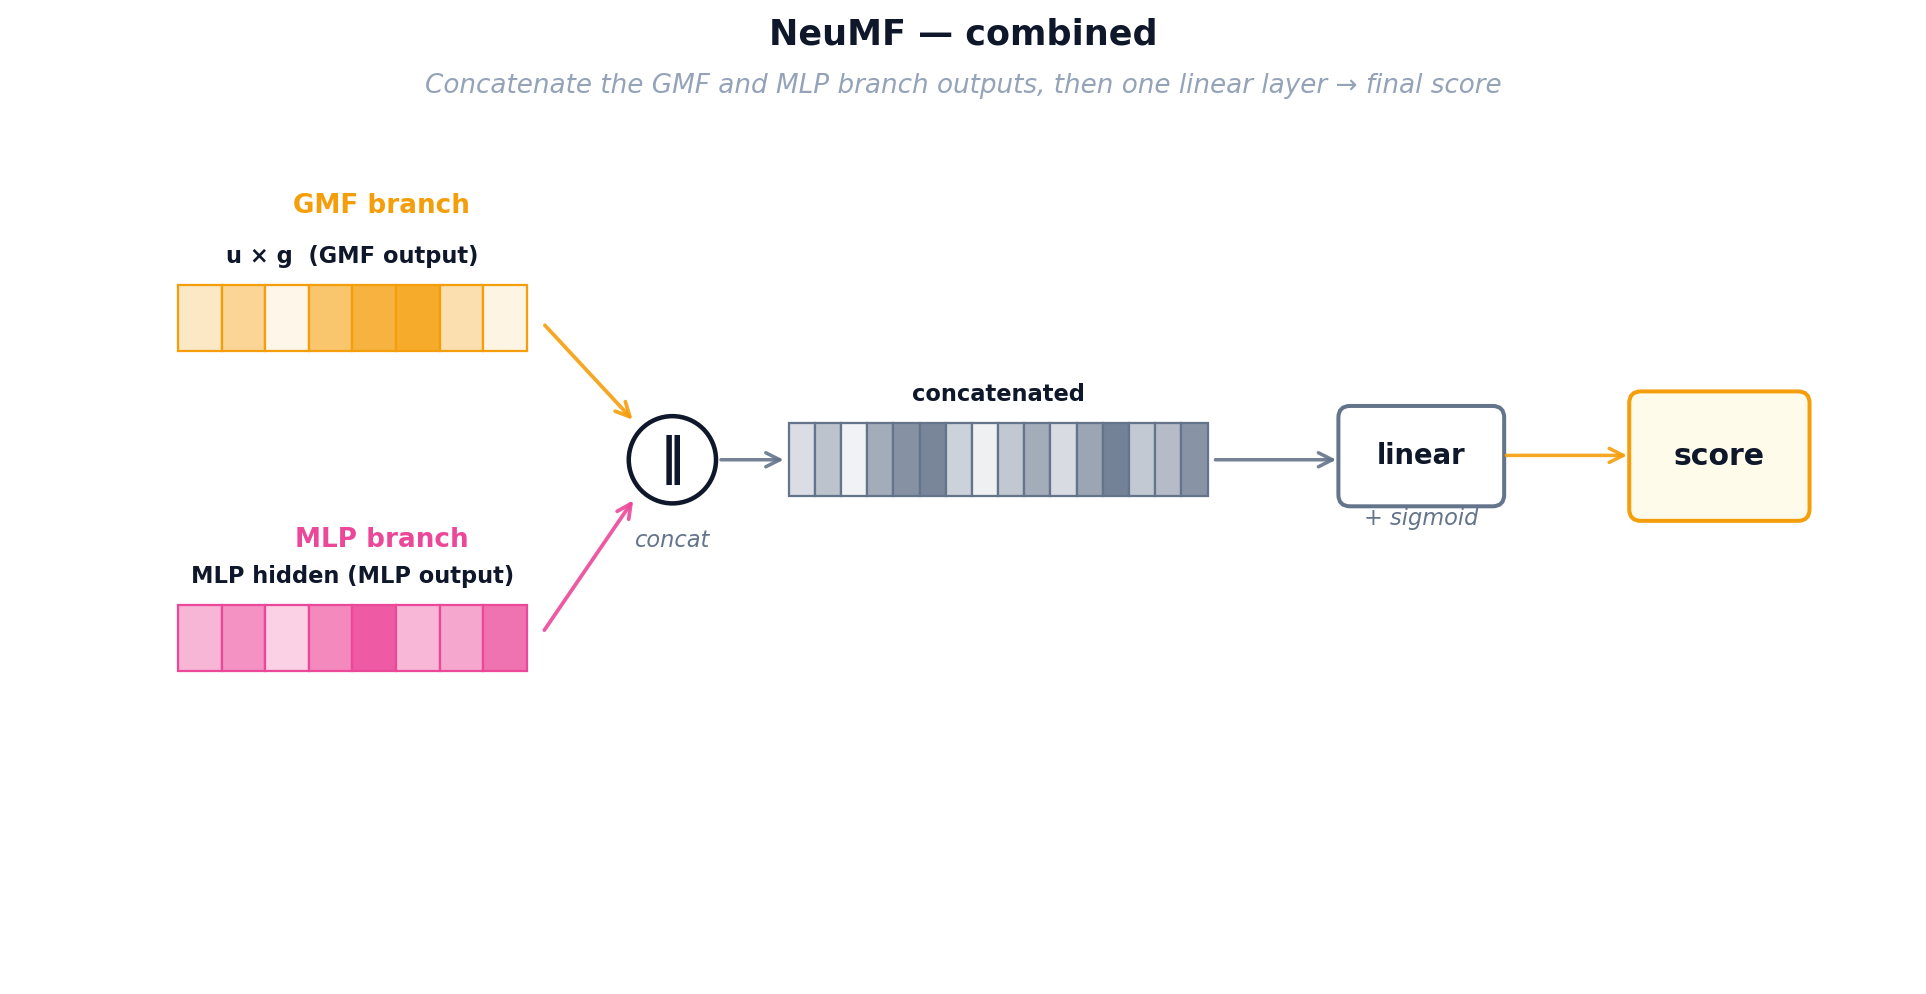 NeuMF — combined
Concatenate the GMF and MLP branch outputs, then one linear layer → final score
GMF branch
u × g (GMF output)
concatenated
‖
linear
score
+ sigmoid
concat
MLP branch
MLP hidden (MLP output)